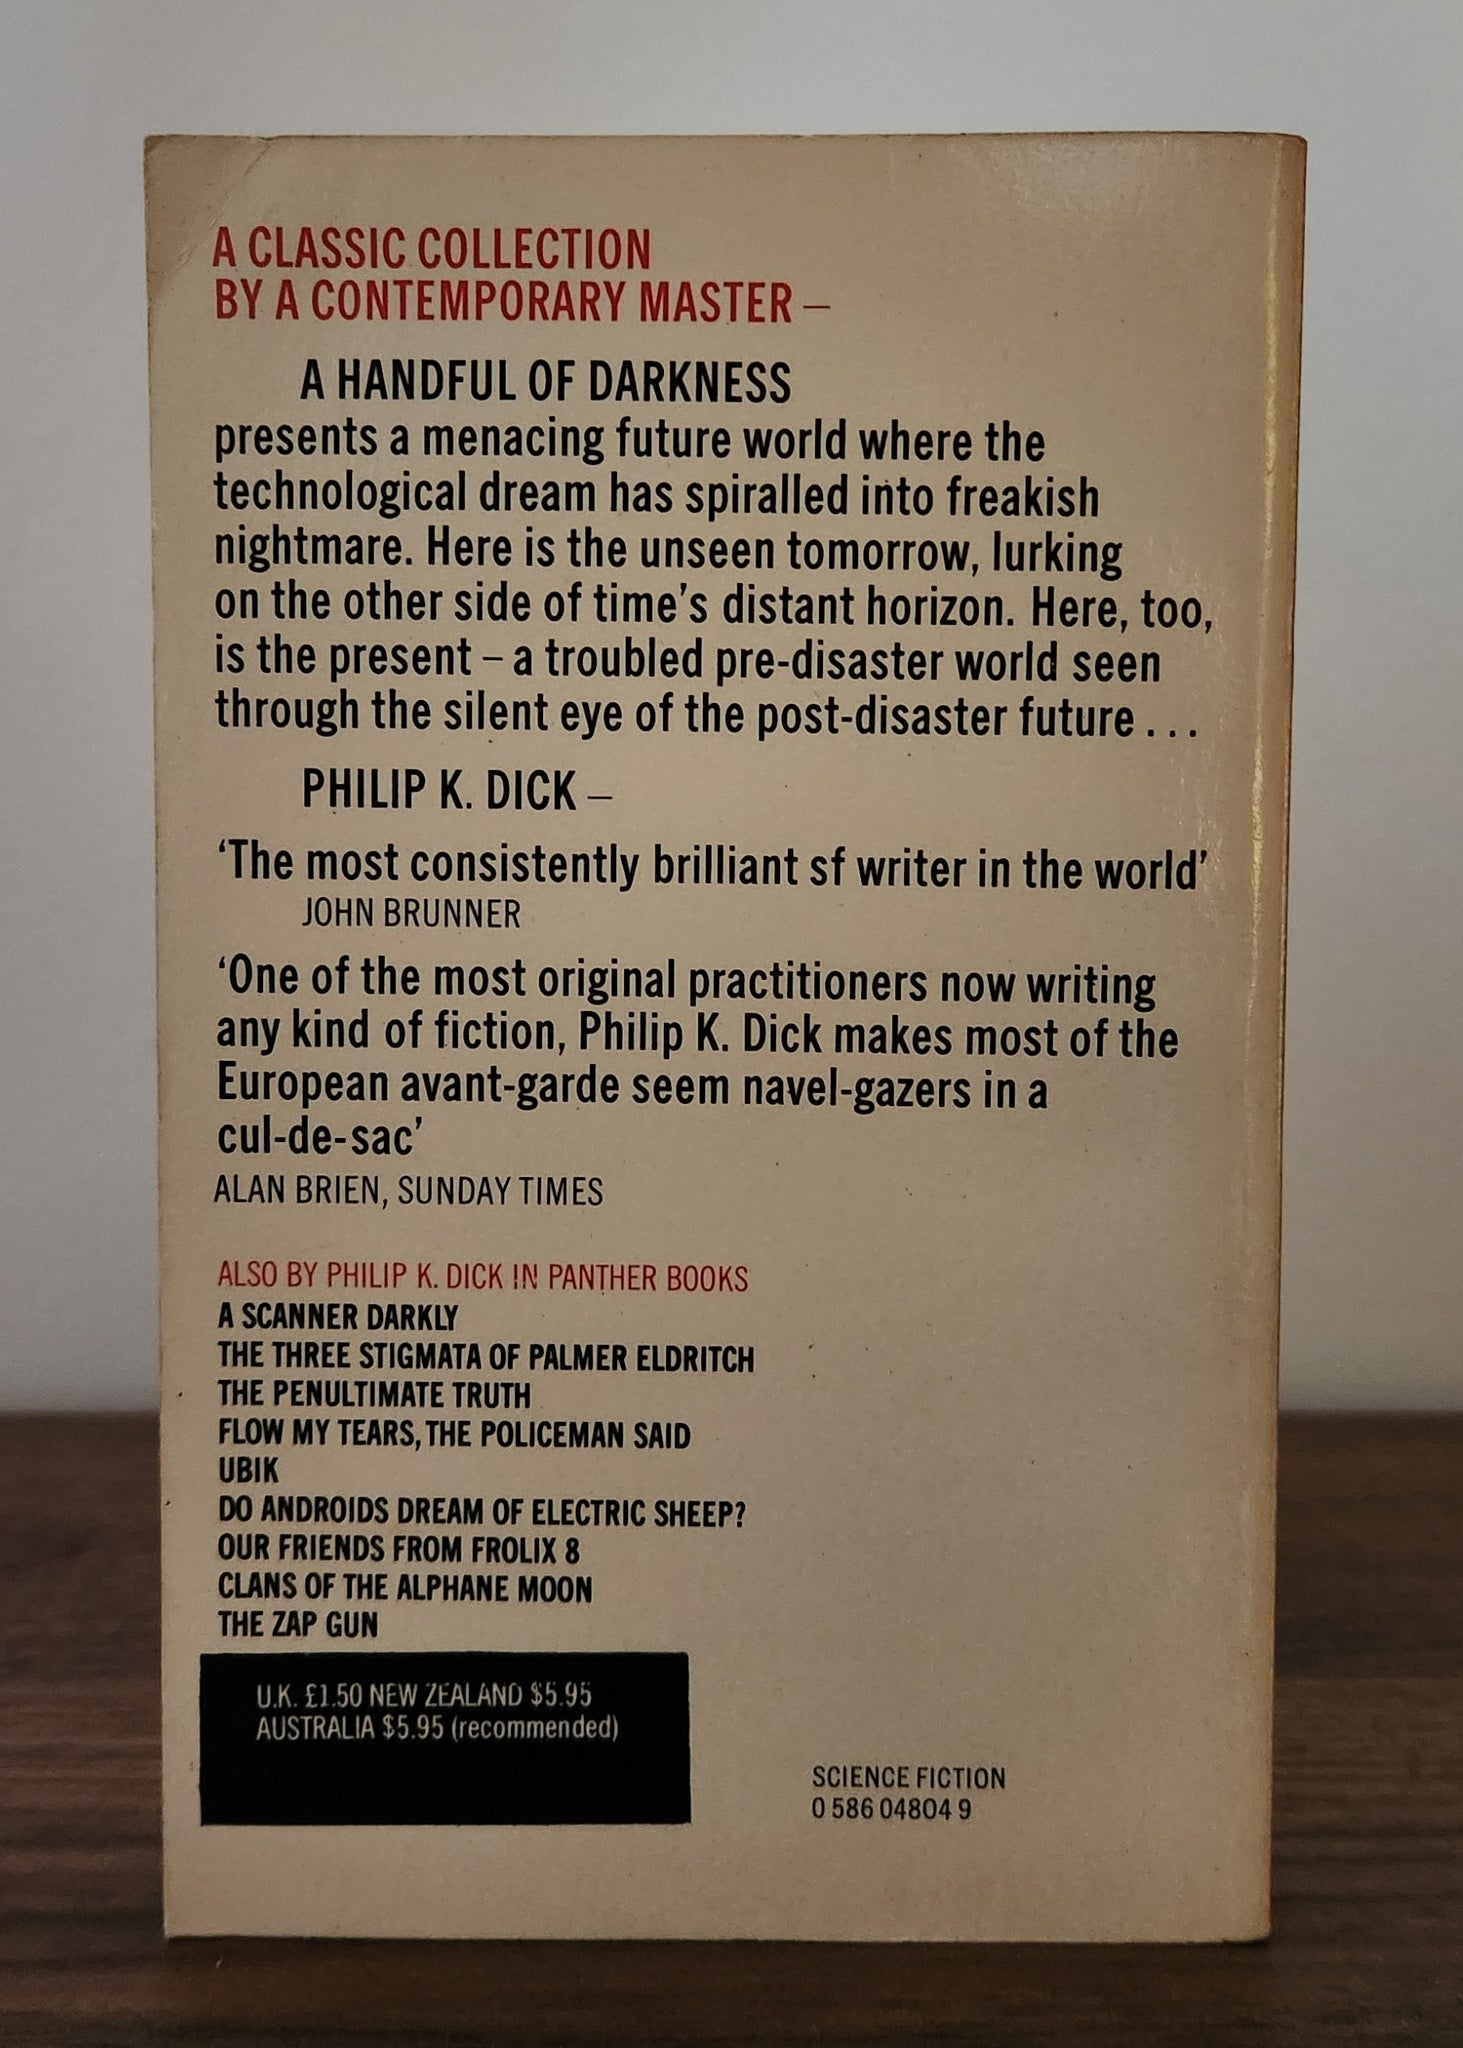 A CLASSIC COLLECTION
BY A CONTEMPORARY MASTER –
A HANDFUL OF DARKNESS
presents a menacing future world where the
technological dream has spiralled into freakish
nightmare. Here is the unseen tomorrow, lurking
on the other side of time’s distant horizon. Here, too,
is the present – a troubled pre-disaster world seen
through the silent eye of the post-disaster future . . .
PHILIP K. DICK –
‘The most consistently brilliant sf writer in the world’
JOHN BRUNNER
‘One of the most original practitioners now writing
any kind of fiction, Philip K. Dick makes most of the
European avant-garde seem navel-gazers in a
cul-de-sac’
ALAN BRIEN, SUNDAY TIMES
ALSO BY PHILIP K. DICK IN PANTHER BOOKS
A SCANNER DARKLY
THE THREE STIGMATA OF PALMER ELDRITCH
THE PENULTIMATE TRUTH
FLOW MY TEARS, THE POLICEMAN SAID
UBIK
DO ANDROIDS DREAM OF ELECTRIC SHEEP?
OUR FRIENDS FROM FROLIX 8
CLANS OF THE ALPHANE MOON
THE ZAP GUN
U.K. £1.50 NEW ZEALAND $5.95
AUSTRALIA $5.95 (recommended)
SCIENCE FICTION
0 586 04804 9